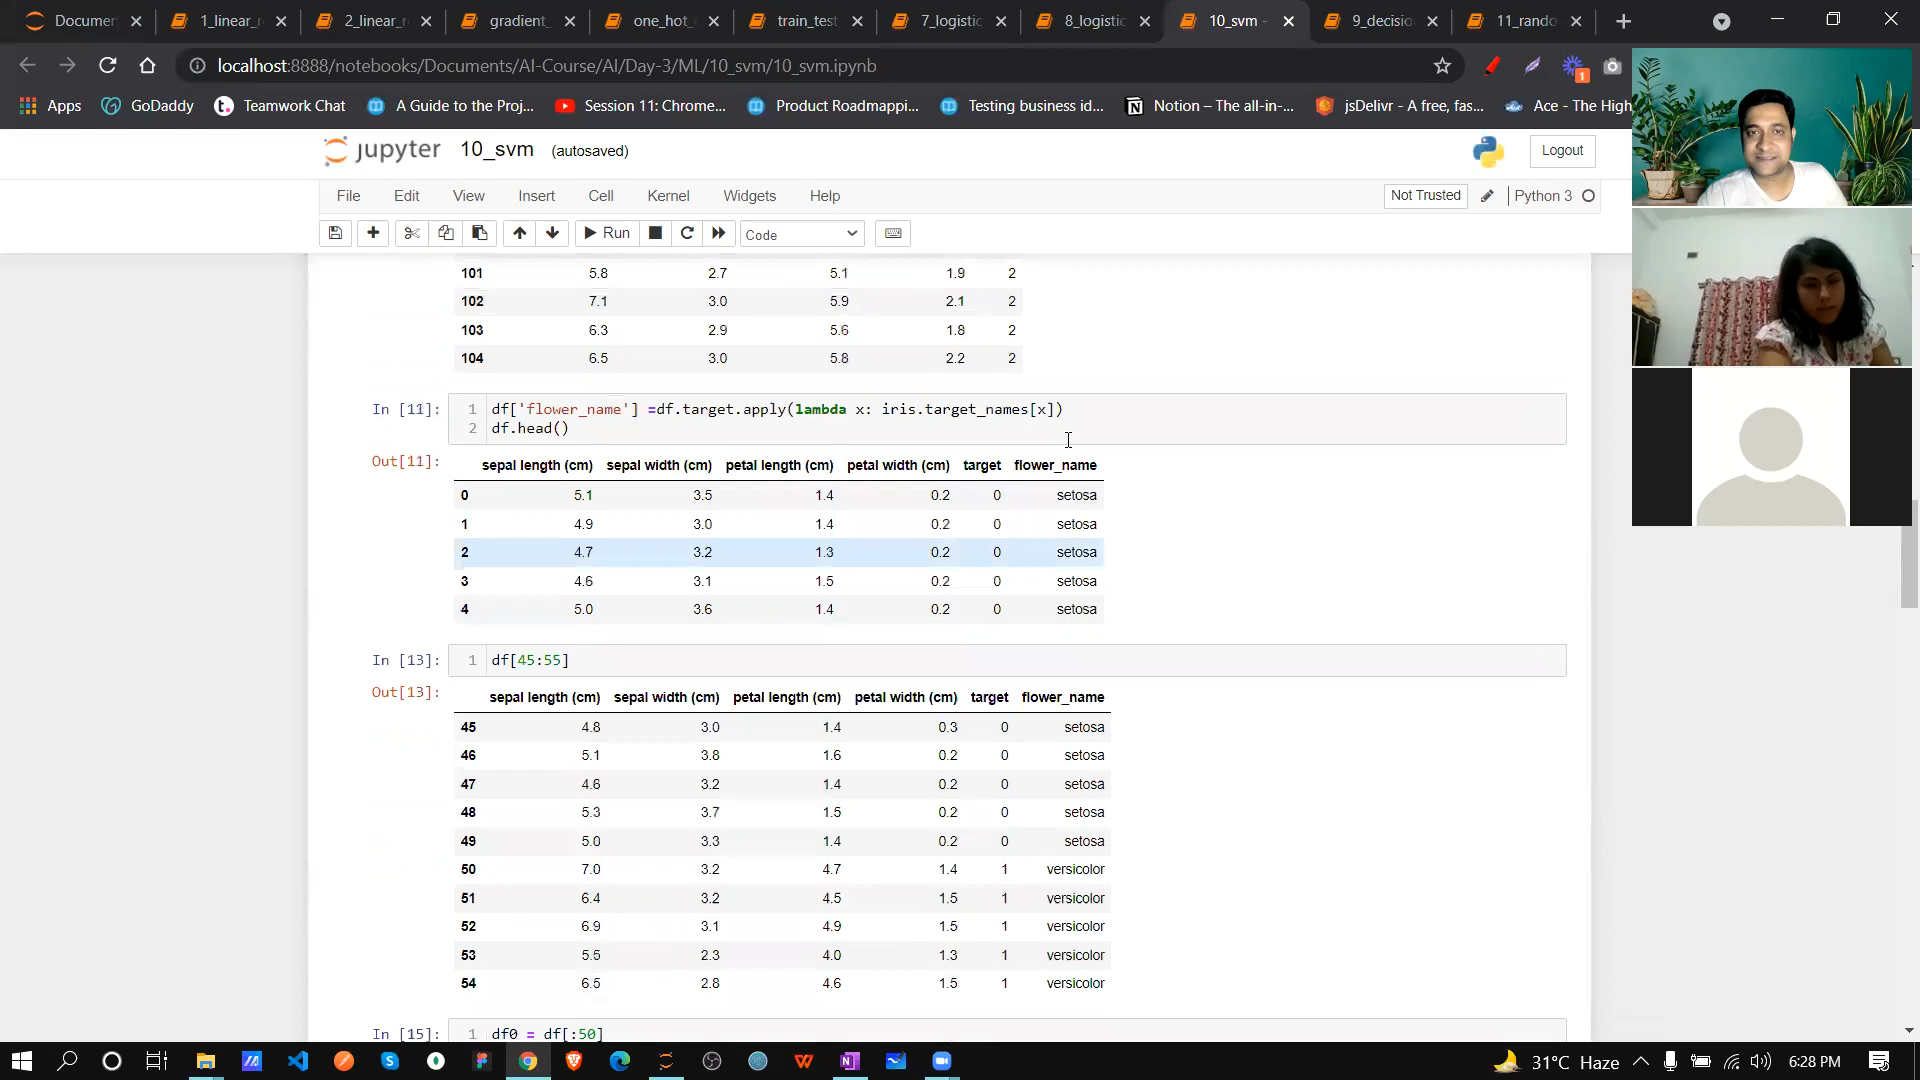 Documen
1_linear_r
2_linear_r
gradient_
one_hot_
train_test
7_logistic
8_logistic
10_svm -
9_decisio
11_rando
localhost:8888/notebooks/Documents/AI-Course/AI/Day-3/ML/10_svm/10_svm.ipynb
1
Apps
GoDaddy
Teamwork Chat
A Guide to the Proj...
Session 11: Chrome...
Product Roadmappi...
Testing business id...
Notion – The all-in-...
jsDelivr - A free, fas...
Ace - The High
jupyter 10_svm (autosaved)
Logout
File Edit View Insert Cell Kernel Widgets Help
Not Trusted
Python 3
Run
Code
101 5.8 2.7 5.1 1.9 2
102 7.1 3.0 5.9 2.1 2
103 6.3 2.9 5.6 1.8 2
104 6.5 3.0 5.8 2.2 2
In [11]: 1 df['flower_name'] =df.target.apply(lambda x: iris.target_names[x])
2 df.head()
Out[11]: sepal length (cm) sepal width (cm) petal length (cm) petal width (cm) target flower_name
0 5.1 3.5 1.4 0.2 0 setosa
1 4.9 3.0 1.4 0.2 0 setosa
2 4.7 3.2 1.3 0.2 0 setosa
3 4.6 3.1 1.5 0.2 0 setosa
4 5.0 3.6 1.4 0.2 0 setosa
In [13]: 1 df[45:55]
Out[13]: sepal length (cm) sepal width (cm) petal length (cm) petal width (cm) target flower_name
45 4.8 3.0 1.4 0.3 0 setosa
46 5.1 3.8 1.6 0.2 0 setosa
47 4.6 3.2 1.4 0.2 0 setosa
48 5.3 3.7 1.5 0.2 0 setosa
49 5.0 3.3 1.4 0.2 0 setosa
50 7.0 3.2 4.7 1.4 1 versicolor
51 6.4 3.2 4.5 1.5 1 versicolor
52 6.9 3.1 4.9 1.5 1 versicolor
53 5.5 2.3 4.0 1.3 1 versicolor
54 6.5 2.8 4.6 1.5 1 versicolor
In [15]: 1 df0 = df[:50]
31°C Haze
6:28 PM